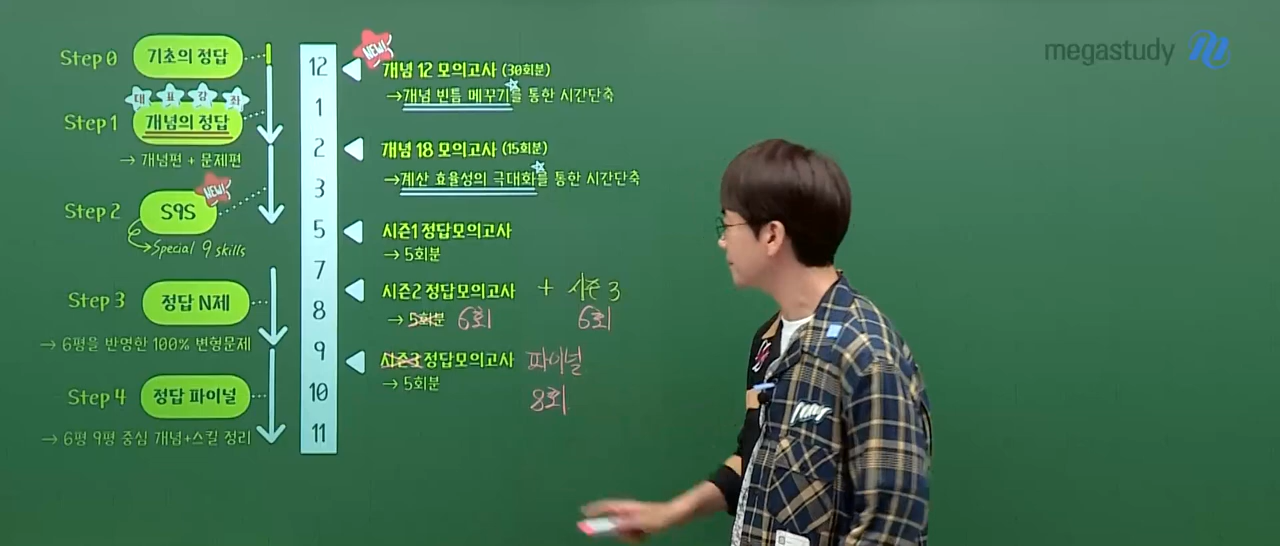 megastudy
Step 0 기초의 정답
대 표 강 좌
Step 1 개념의 정답
→ 개념편 + 문제편
NEW!
Step 2 S9S
Special 9 skills
Step 3 정답 N제
→ 6평을 반영한 100% 변형문제
Step 4 정답 파이널
→ 6평 9평 중심 개념+스킬 정리
12
1
2
3
5
7
8
9
10
11
NEW!
개념 12 모의고사 (30회분)
→개념 빈틈 메꾸기를 통한 시간단축
개념 18 모의고사 (15회분)
→계산 효율성의 극대화를 통한 시간단축
시즌1 정답모의고사
→ 5회분
시즌2 정답모의고사 + 시즌 3
→ 5회분 6회 6회
시즌3 정답모의고사 파이널
→ 5회분
8회